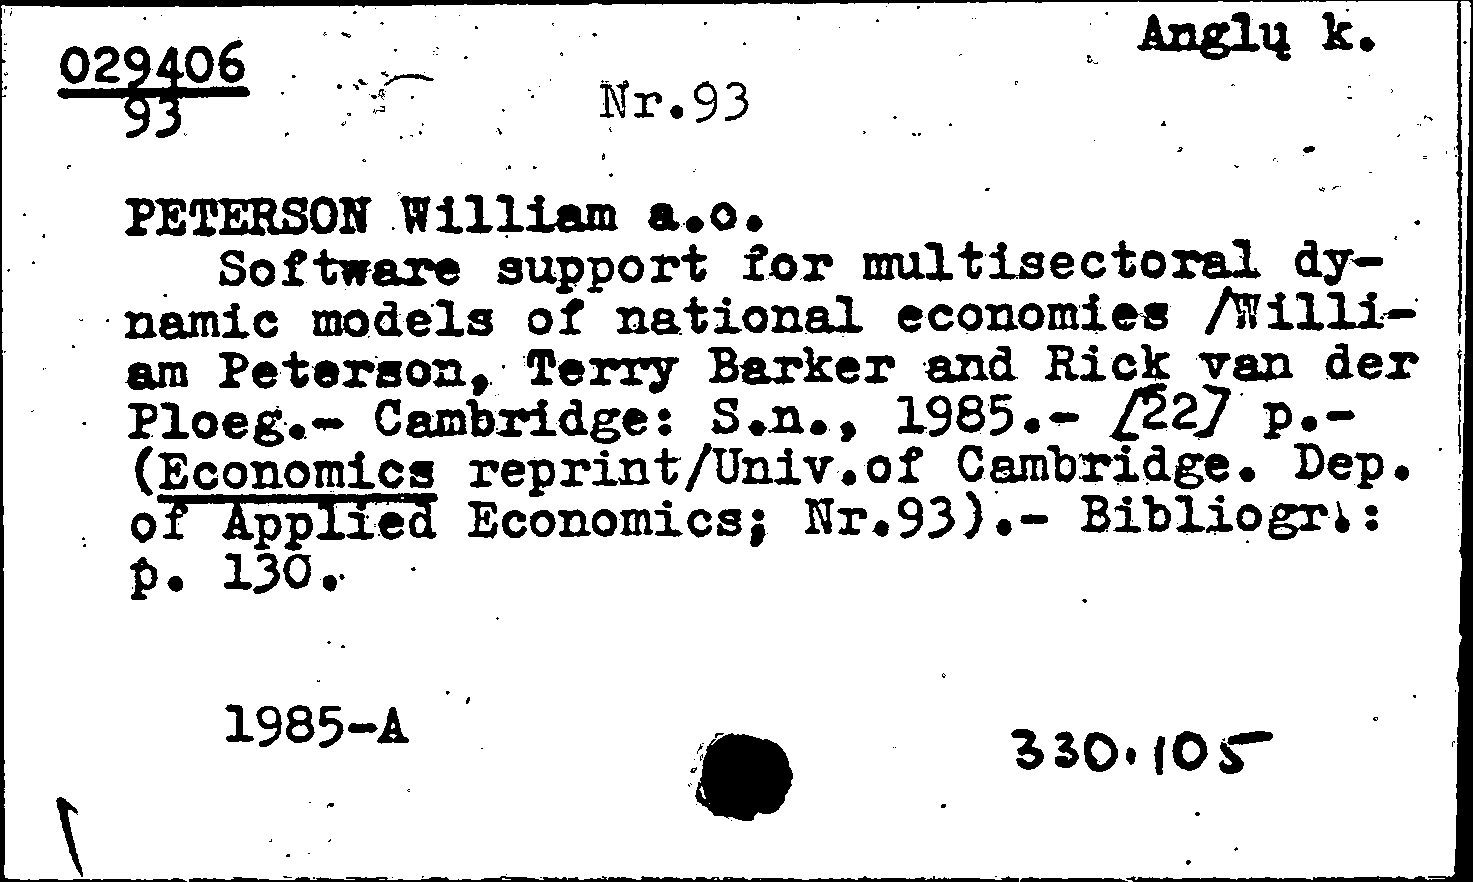 Anglų k.
029406
93
Nr.93
PETERSON William a.o.
Software support for multisectoral dy-
namic models of national economies /Willi-
am Peterson, Terry Barker and Rick van der
Ploeg.- Cambridge: S.n., 1985.- [22] p.-
(Economics reprint/Univ.of Cambridge. Dep.
of Applied Economics; Nr.93).- Bibliogr.:
p. 130.
1985-A
330.105